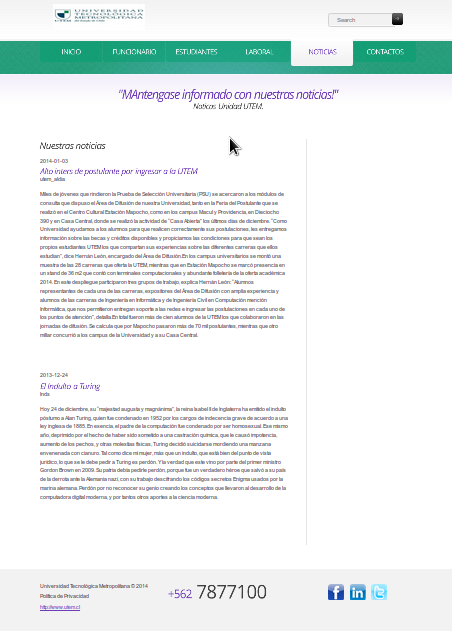 UNIVERSIDAD
TECNOLÓGICA
METROPOLITANA
UTEM
Search
INICIO FUNCIONARIO ESTUDIANTES LABORAL NOTICIAS CONTACTOS
"MAntengase informado con nuestras noticias!"
Noticas Unidad UTEM.
Nuestras noticias
2014-01-03
Alto inters de postulante por ingresar a la UTEM
utem_aldia
Miles de jóvenes que rindieron la Prueba de Selección Universitaria (PSU) se acercaron a los módulos de
consulta que dispuso el Área de Difusión de nuestra Universidad, tanto en la Feria del Postulante que se
realizó en el Centro Cultural Estación Mapocho, como en los campus Macul y Providencia, en Dieciocho
390 y en Casa Central, donde se realizó la actividad de "Casa Abierta" los últimos días de diciembre. "Como
Universidad ayudamos a los alumnos para que realicen correctamente sus postulaciones, les entregamos
información sobre las becas y créditos disponibles y propiciamos las condiciones para que sean los
propios estudiantes UTEM los que compartan sus experiencias sobre las diferentes carreras que ellos
estudian", dice Hernán León, encargado del Área de Difusión.En los campus universitarios se montó una
muestra de las 28 carreras que oferta la UTEM, mientras que en Estación Mapocho se marcó presencia en
un stand de 36 m2 que contó con terminales computacionales y abundante folletería de la oferta académica
2014. En este despliegue participaron tres grupos de trabajo, explica Hernán León: "Alumnos
representantes de cada una de las carreras, expositores del Área de Difusión con amplia experiencia y
alumnos de las carreras de Ingeniería en Informática y de Ingeniería Civil en Computación mención
Informática, que nos permitieron entregan soporte a las redes e ingresar las postulaciones en cada uno de
los puntos de atención", detalla.En total fueron más de cien alumnos de la UTEM los que colaboraron en las
jornadas de difusión. Se calcula que por Mapocho pasaron más de 70 mil postulantes, mientras que otro
millar concurrió a los campus de la Universidad y a su Casa Central.
2013-12-24
El Indulto a Turing
Inds
Hoy 24 de diciembre, su "majestad augusta y magnánima", la reina Isabel II de Inglaterra ha emitido el indulto
póstumo a Alan Turing, quien fue condenado en 1952 por los cargos de indecencia grave de acuerdo a una
ley inglesa de 1885. En esencia, el padre de la computación fue condenado por ser homosexual. Ese mismo
año, deprimido por el hecho de haber sido sometido a una castración química, que le causó impotencia,
aumento de los pechos, y otras molestias físicas, Turing decidió suicidarse mordiendo una manzana
envenenada con cianuro. Tal como dice mi mujer, más que un indulto, que está bien del punto de vista
jurídico, lo que se le debe pedir a Turing es perdón. Y la verdad que este vino por parte del primer ministro
Gordon Brown en 2009. Su patria debía pedirle perdón, porque fue un verdadero héroe que salvó a su país
de la derrota ante la Alemania nazi, con su trabajo descifrando los códigos secretos Enigma usados por la
marina alemana. Perdón por no reconocer su genio creando los conceptos que llevaron al desarrollo de la
computadora digital moderna, y por tantos otros aportes a la ciencia moderna.
Universidad Tecnológica Metropolitana © 2014
Política de Privacidad
http://www.utem.cl
+562 7877100